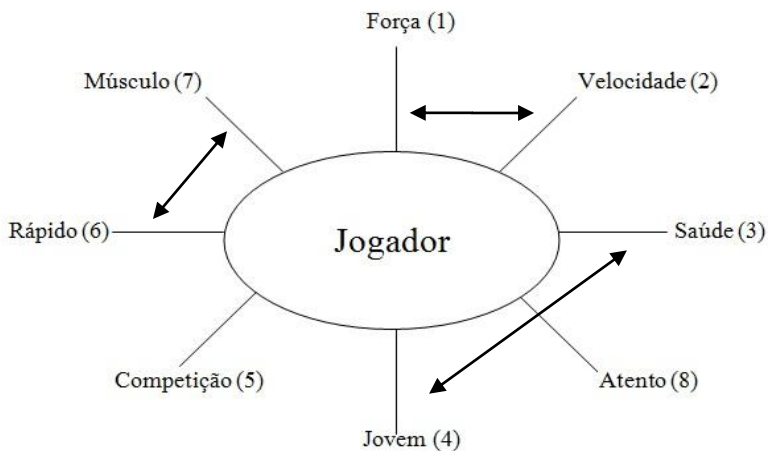 Força (1)
Músculo (7)
Velocidade (2)
Rápido (6)
Jogador
Saúde (3)
Competição (5)
Atento (8)
Jovem (4)